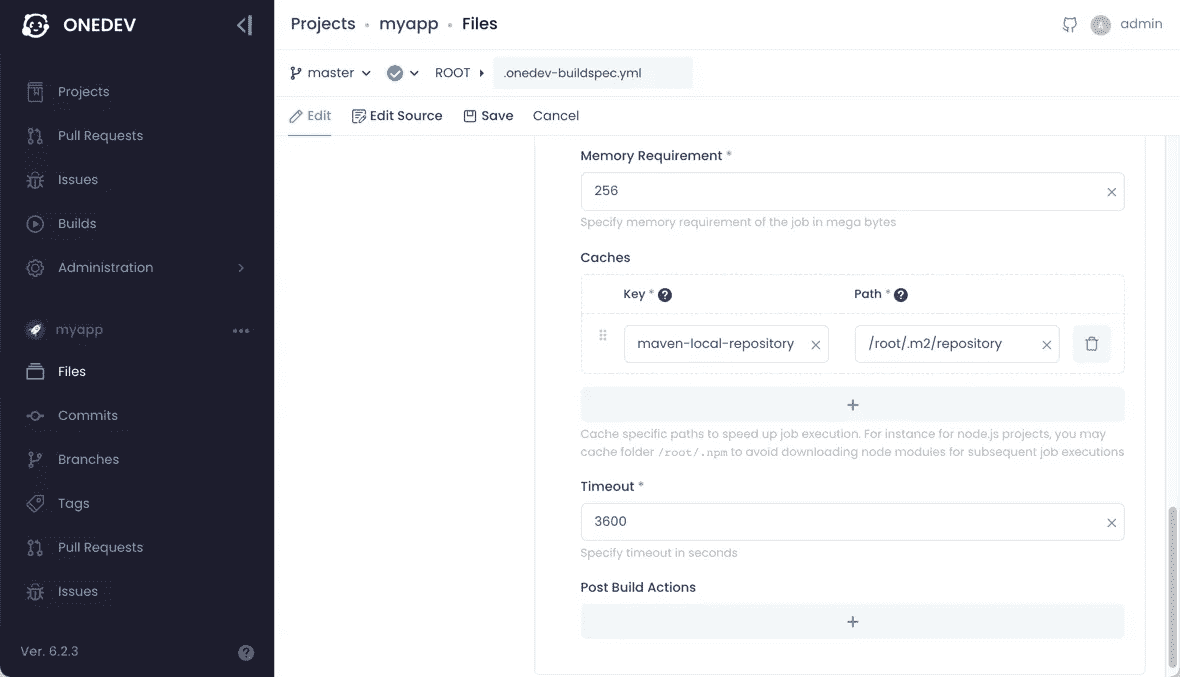 ONEDEV
Projects
Pull Requests
Issues
Builds
Administration
myapp
Files
Commits
Branches
Tags
Pull Requests
Issues
Ver. 6.2.3
Projects • myapp • Files
admin
master
ROOT
.onedev-buildspec.yml
Edit
Edit Source
Save
Cancel
Memory Requirement *
256
Specify memory requirement of the job in mega bytes
Caches
Key * Path *
maven-local-repository /root/.m2/repository
Cache specific paths to speed up job execution. For instance for node.js projects, you may
cache folder /root/.npm to avoid downloading node modules for subsequent job executions
Timeout *
3600
Specify timeout in seconds
Post Build Actions